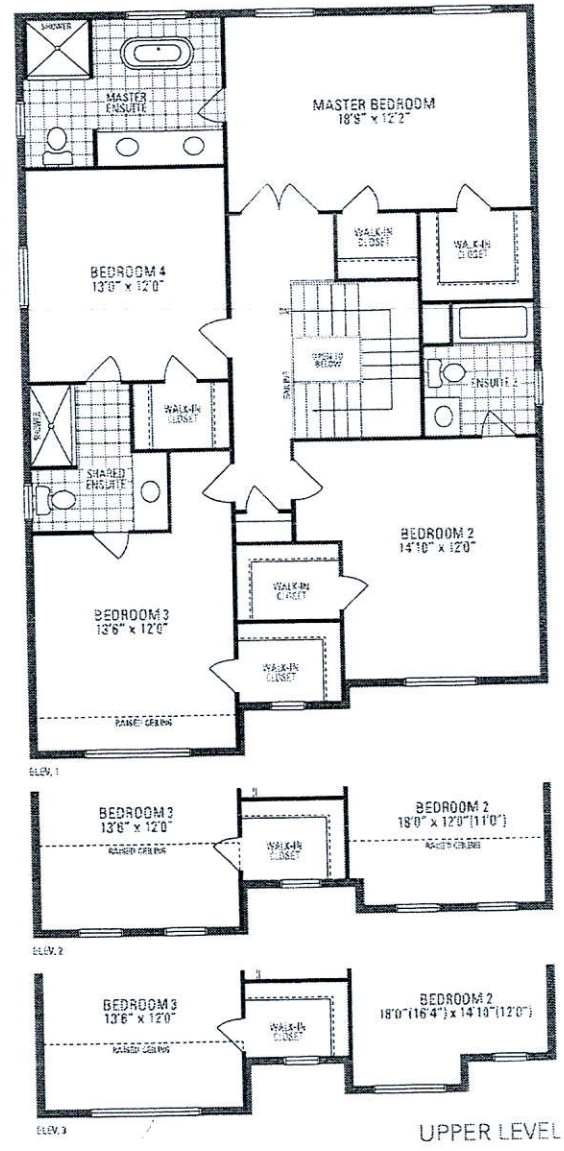 SHOWER
MASTER
ENSUITE
MASTER BEDROOM
18'9" x 12'2"
WALK-IN
CLOSET
WALK-IN
CLOSET
BEDROOM 4
13'0" x 12'0"
DN
OPEN TO
BELOW
RAILING
ENSUITE 2
SHOWER
WALK-IN
CLOSET
SHARED
ENSUITE
BEDROOM 2
14'10" x 12'0"
WALK-IN
CLOSET
BEDROOM 3
13'6" x 12'0"
WALK-IN
CLOSET
RAISED CEILING
ELEV. 1
BEDROOM 3
13'6" x 12'0"
RAISED CEILING
WALK-IN
CLOSET
BEDROOM 2
18'0" x 12'0"(11'0")
RAISED CEILING
ELEV. 2
BEDROOM 3
13'6" x 12'0"
RAISED CEILING
WALK-IN
CLOSET
BEDROOM 2
18'0"(16'4") x 14'10"(12'0")
ELEV. 3
UPPER LEVEL